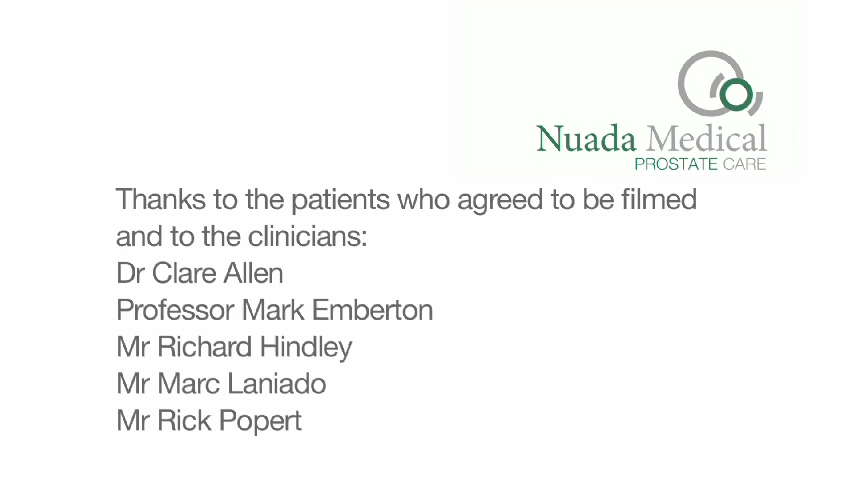 Nuada Medical
PROSTATE CARE
Thanks to the patients who agreed to be filmed
and to the clinicians:
Dr Clare Allen
Professor Mark Emberton
Mr Richard Hindley
Mr Marc Laniado
Mr Rick Popert